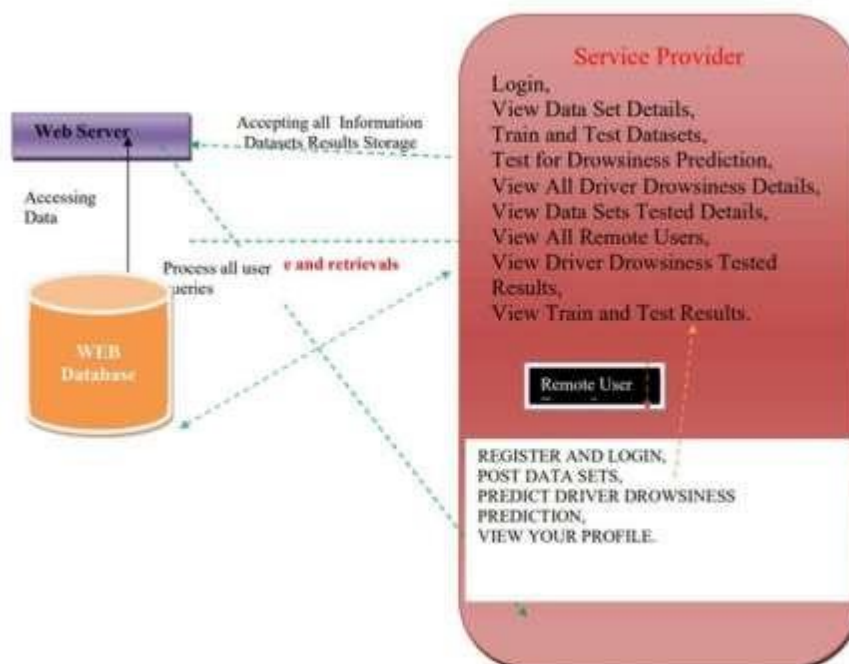 Service Provider
Login,
View Data Set Details,
Train and Test Datasets,
Test for Drowsiness Prediction,
View All Driver Drowsiness Details,
View Data Sets Tested Details,
View All Remote Users,
View Driver Drowsiness Tested
Results,
View Train and Test Results.
Web Server
Accepting all Information
Datasets Results Storage
Accessing
Data
Process all user
e and retrievals
ueries
WEB
Database
Remote User
REGISTER AND LOGIN,
POST DATA SETS,
PREDICT DRIVER DROWSINESS
PREDICTION,
VIEW YOUR PROFILE.